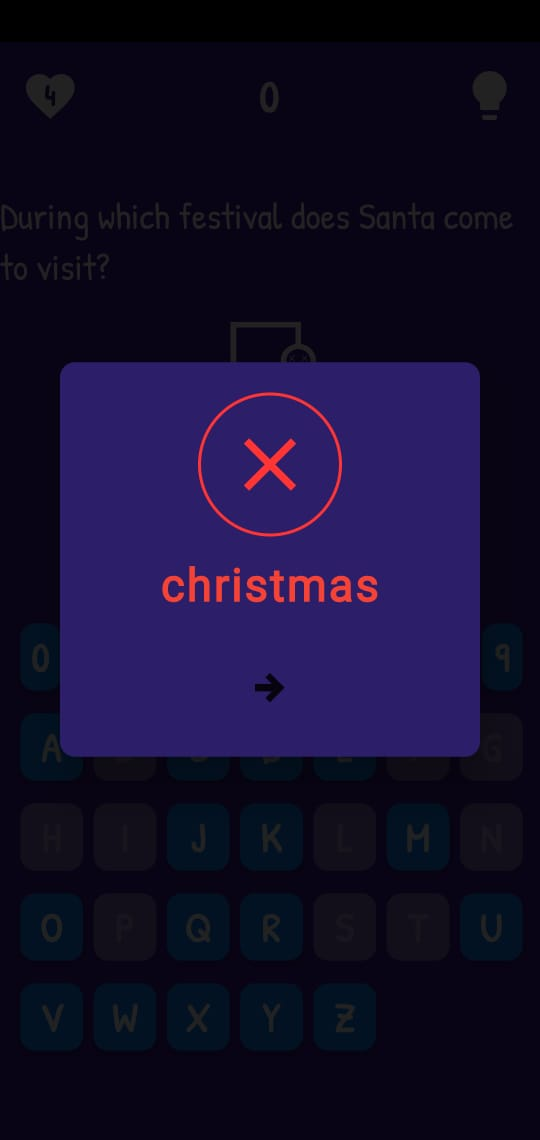 4
0
During which festival does Santa come
to visit?
christmas
0 9
A G
H I J K L M N
O P Q R S T U
V W X Y Z